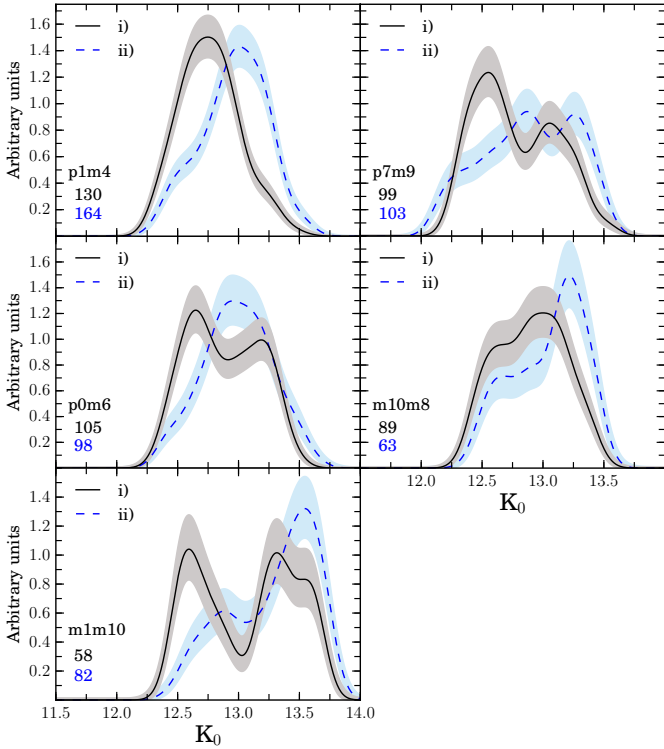 1.6
1.4
1.2
1.0
0.8
0.6
0.4
0.2
Arbitrary units
i)
ii)
p1m4
130
164
i)
ii)
p7m9
99
103
1.6
1.4
1.2
1.0
0.8
0.6
0.4
0.2
Arbitrary units
i)
ii)
p0m6
105
98
i)
ii)
m10m8
89
63
12.0 12.5 13.0 13.5
K0
1.4
1.2
1.0
0.8
0.6
0.4
0.2
Arbitrary units
i)
ii)
m1m10
58
82
11.5 12.0 12.5 13.0 13.5 14.0
K0